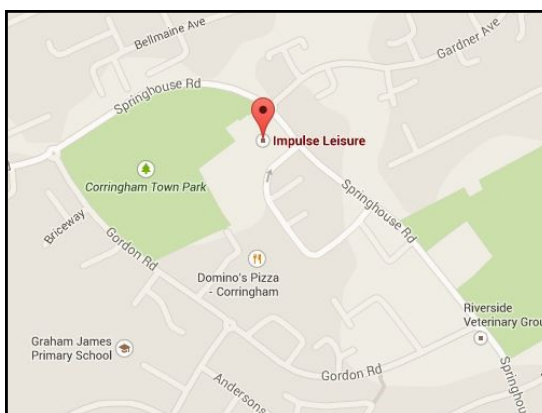 Bellmaine Ave
Gardner Ave
Springhouse Rd
Impulse Leisure
Corringham Town Park
Springhouse Rd
Briceway
Gordon Rd
Domino's Pizza
- Corringham
Riverside
Veterinary Grou
Graham James
Primary School
Gordon Rd
Springho
Andersons